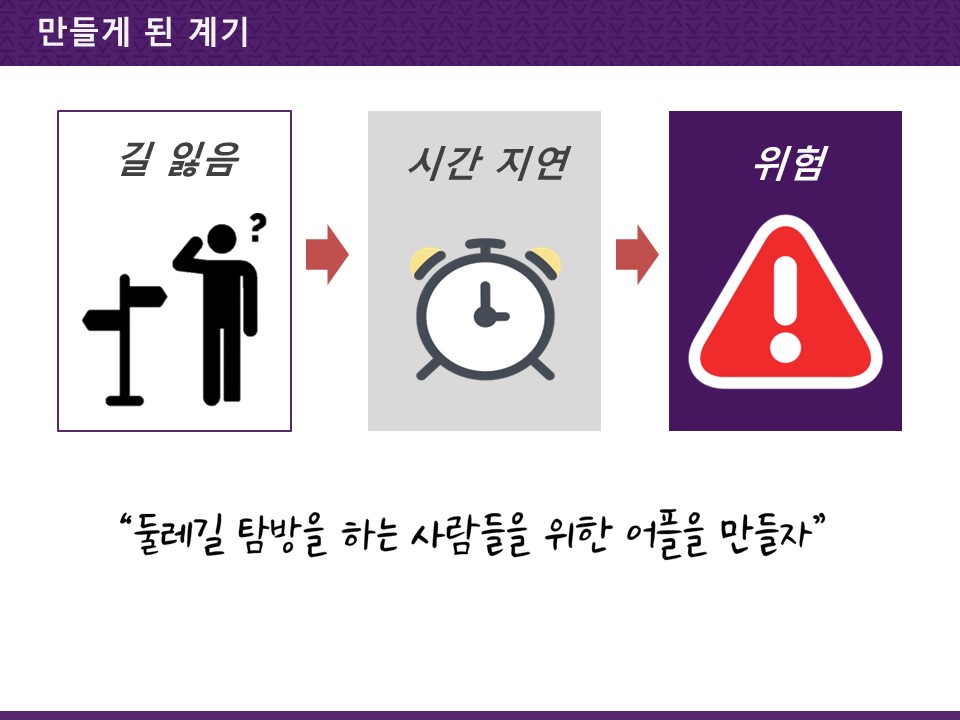 만들게 된 계기
길 잃음
?
시간 지연
위험
“둘레길 탐방을 하는 사람들을 위한 어플을 만들자”